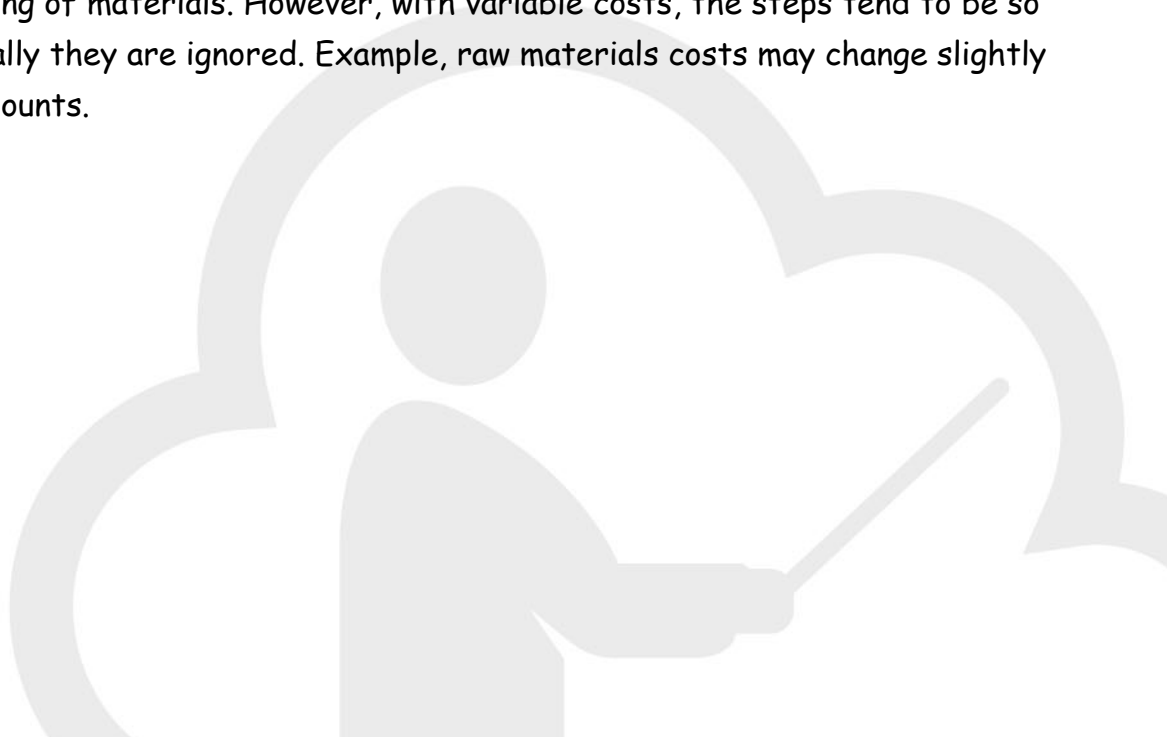 ng of materials. However, with variable costs, the steps tend to be so
ally they are ignored. Example, raw materials costs may change slightly
ounts.